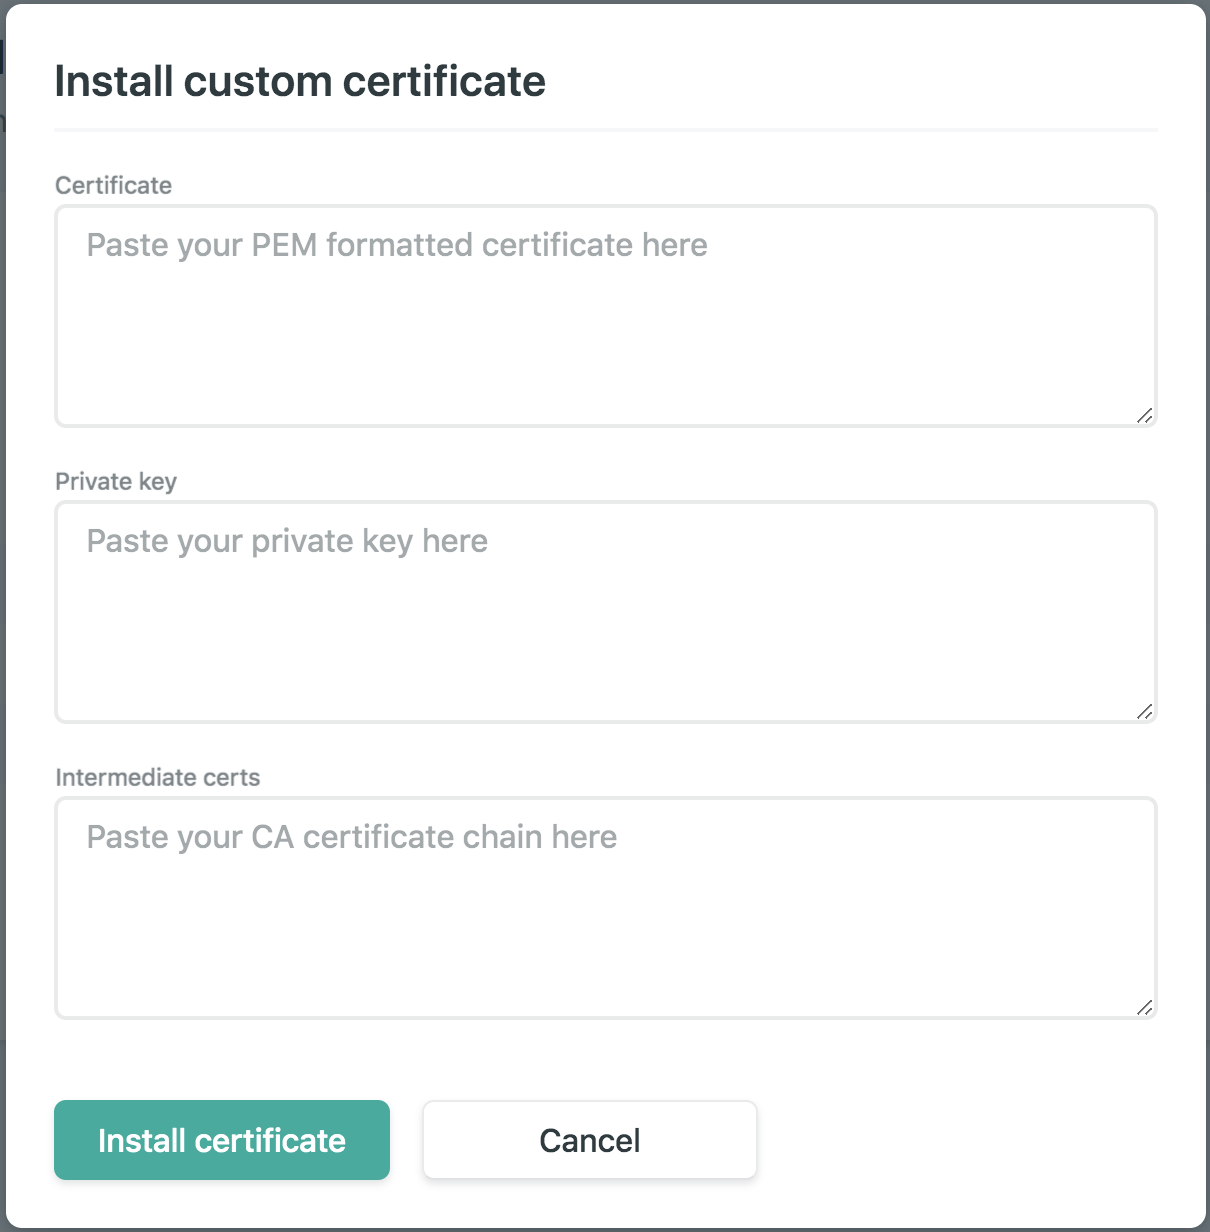 Install custom certificate
Certificate
Paste your PEM formatted certificate here
Private key
Paste your private key here
Intermediate certs
Paste your CA certificate chain here
Install certificate
Cancel